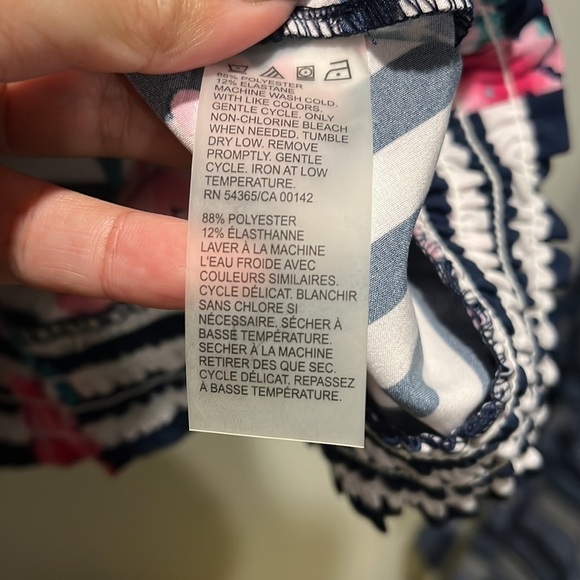 88% POLYESTER
12% ELASTANE
MACHINE WASH COLD.
WITH LIKE COLORS.
GENTLE CYCLE. ONLY
NON-CHLORINE BLEACH
WHEN NEEDED. TUMBLE
DRY LOW. REMOVE
PROMPTLY. GENTLE
CYCLE. IRON AT LOW
TEMPERATURE.
RN 54365/CA 00142
88% POLYESTER
12% ÉLASTHANNE
LAVER À LA MACHINE
L'EAU FROIDE AVEC
COULEURS SIMILAIRES.
CYCLE DÉLICAT. BLANCHIR
SANS CHLORE SI
NÉCESSAIRE. SÉCHER À
BASSE TEMPÉRATURE.
SECHER À LA MACHINE
RETIRER DES QUE SEC.
CYCLE DÉLICAT. REPASSEZ
À BASSE TEMPÉRATURE.